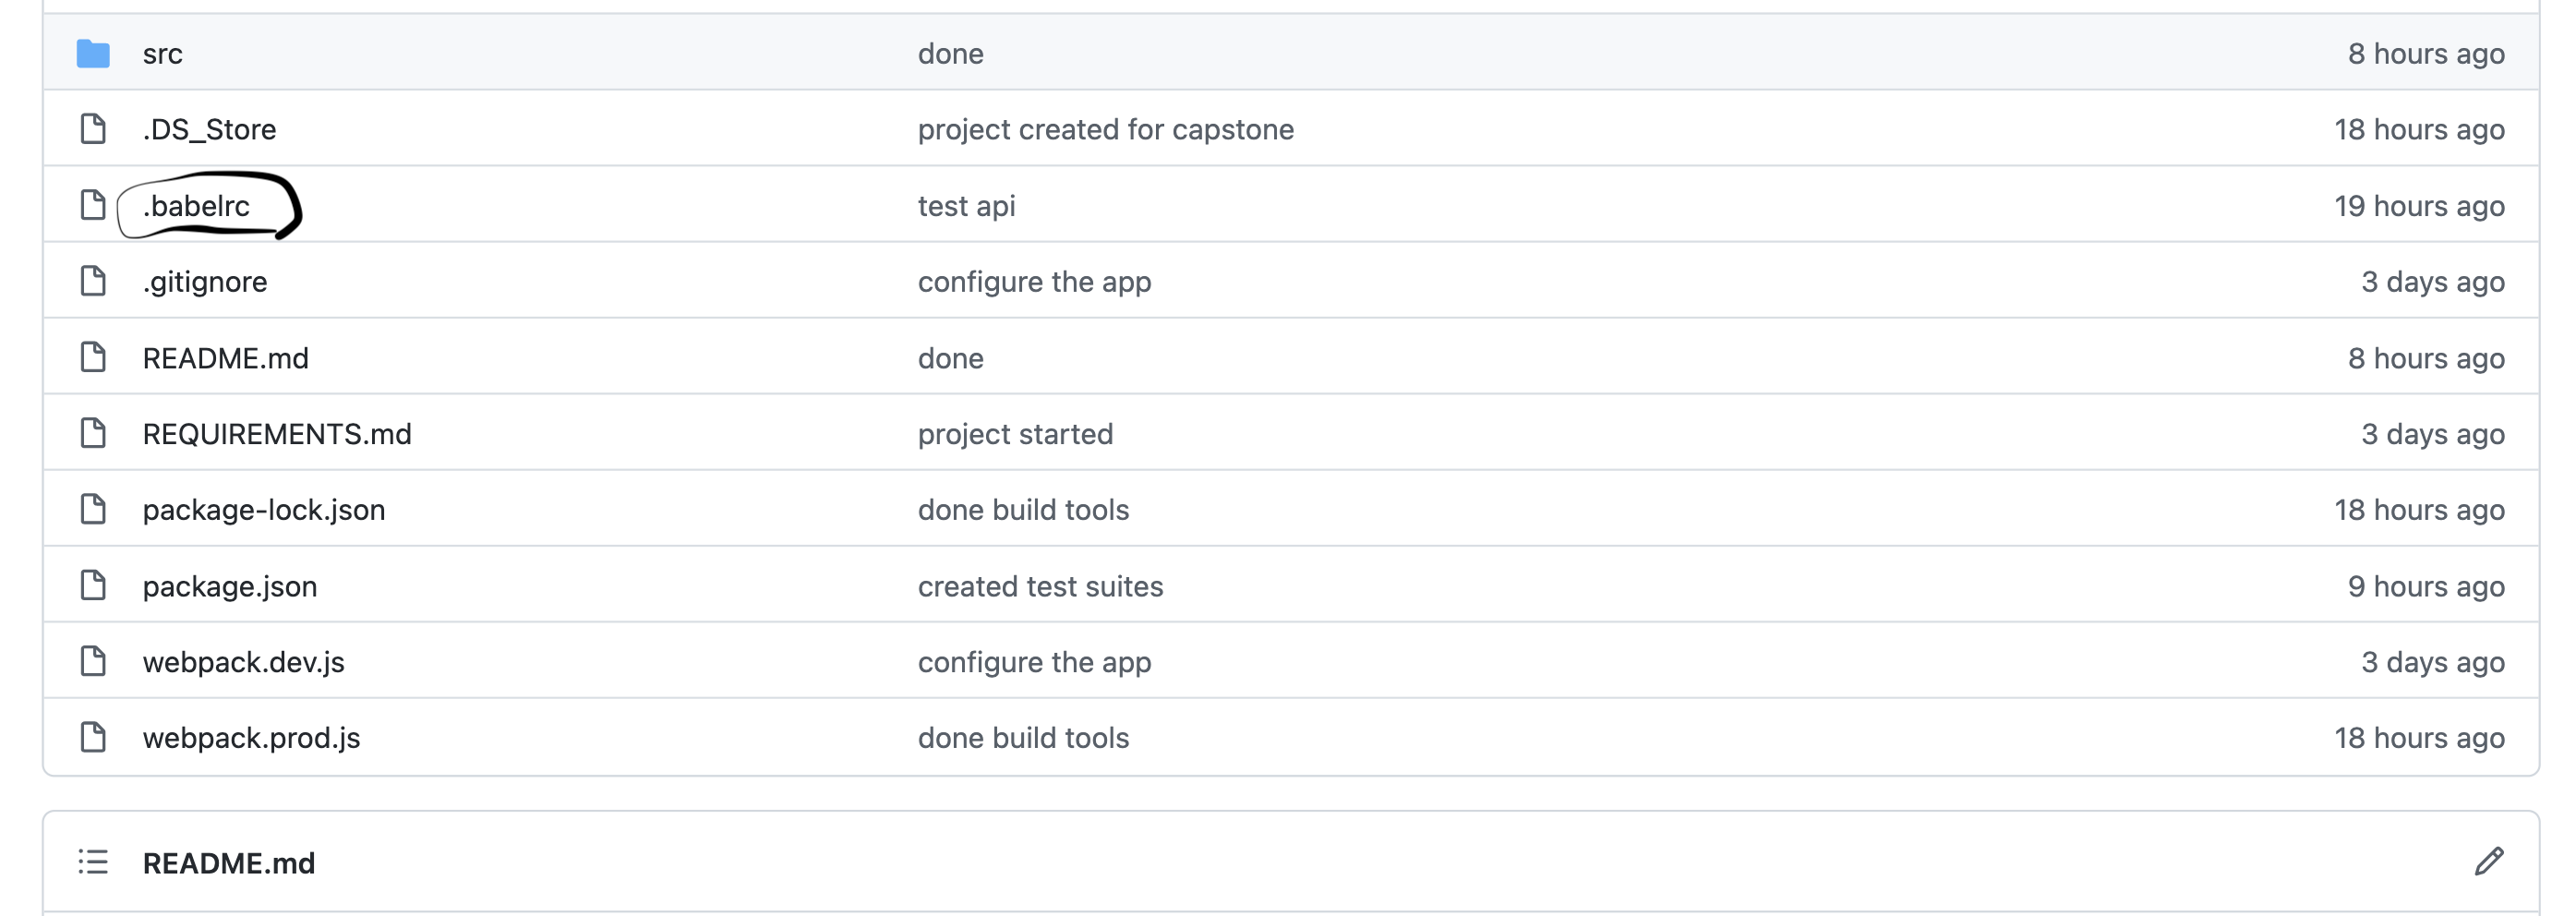 src done 8 hours ago
.DS_Store project created for capstone 18 hours ago
.babelrc test api 19 hours ago
.gitignore configure the app 3 days ago
README.md done 8 hours ago
REQUIREMENTS.md project started 3 days ago
package-lock.json done build tools 18 hours ago
package.json created test suites 9 hours ago
webpack.dev.js configure the app 3 days ago
webpack.prod.js done build tools 18 hours ago
README.md